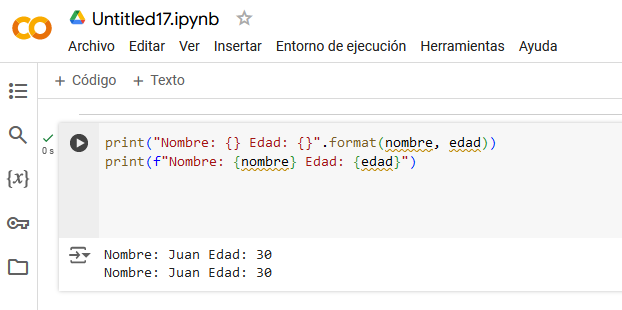 Untitled17.ipynb
Archivo Editar Ver Insertar Entorno de ejecución Herramientas Ayuda
+ Código + Texto
0 s
print("Nombre: {} Edad: {}".format(nombre, edad))
print(f"Nombre: {nombre} Edad: {edad}")
{x}
Nombre: Juan Edad: 30
Nombre: Juan Edad: 30